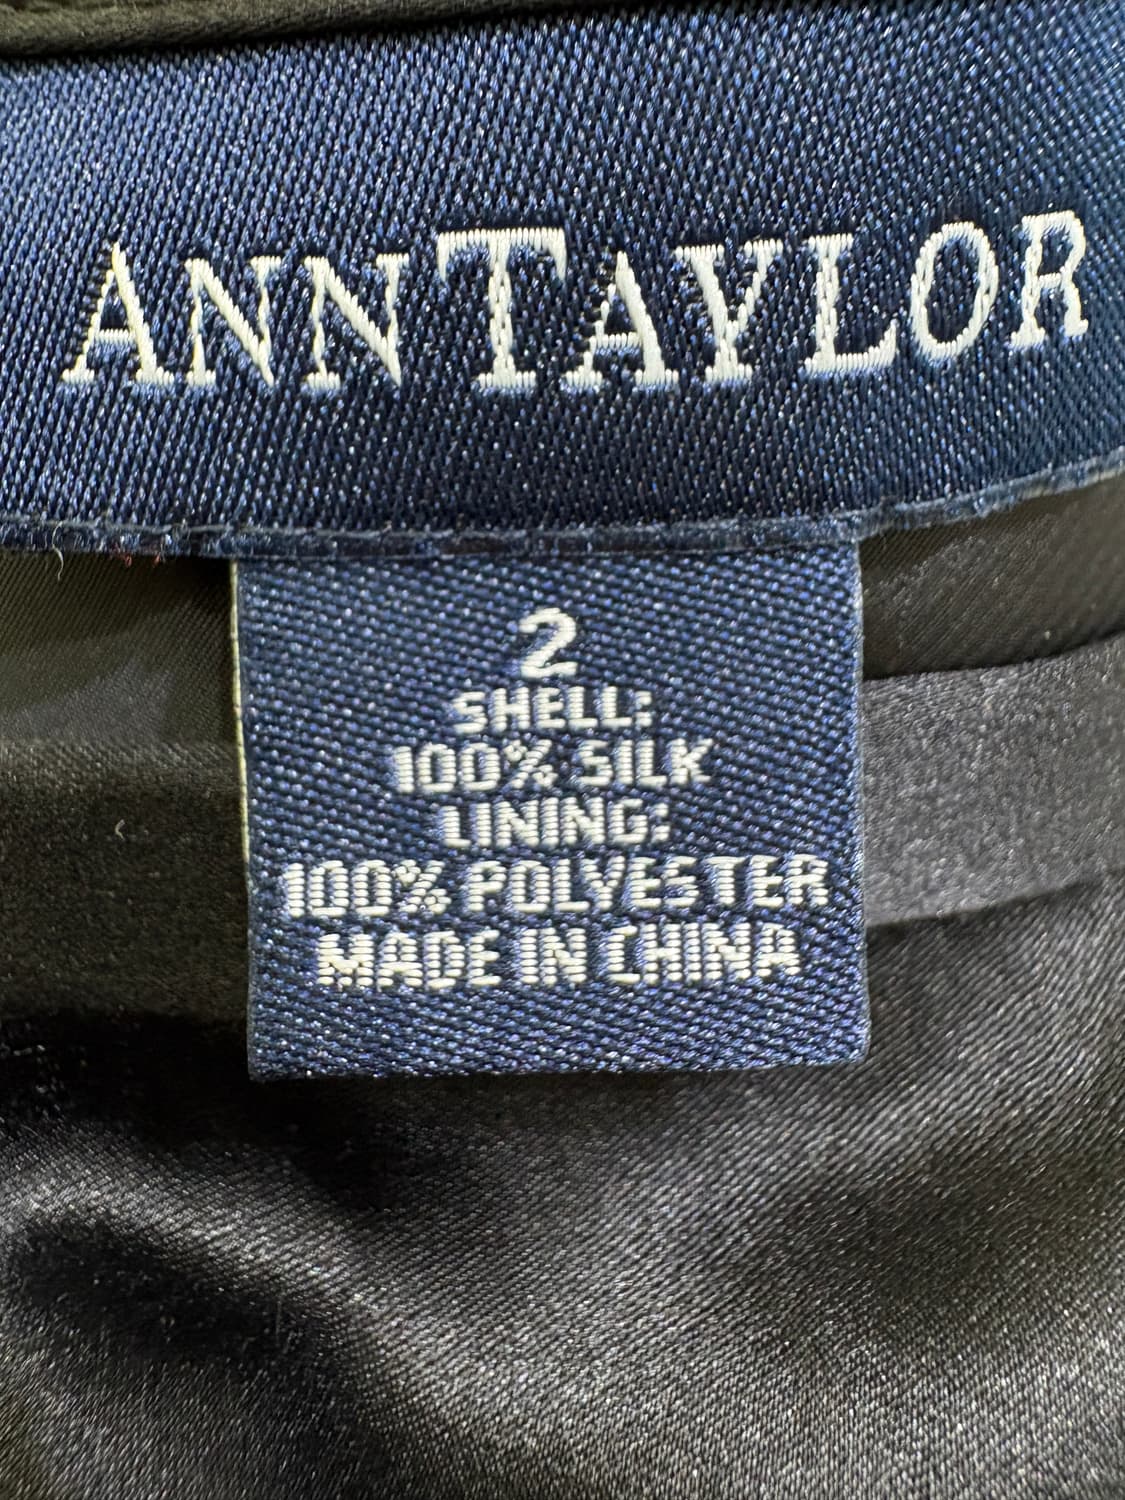 ANNTAYLOR
2
SHELL:
100% SILK
LINING:
100% POLYESTER
MADE IN CHINA